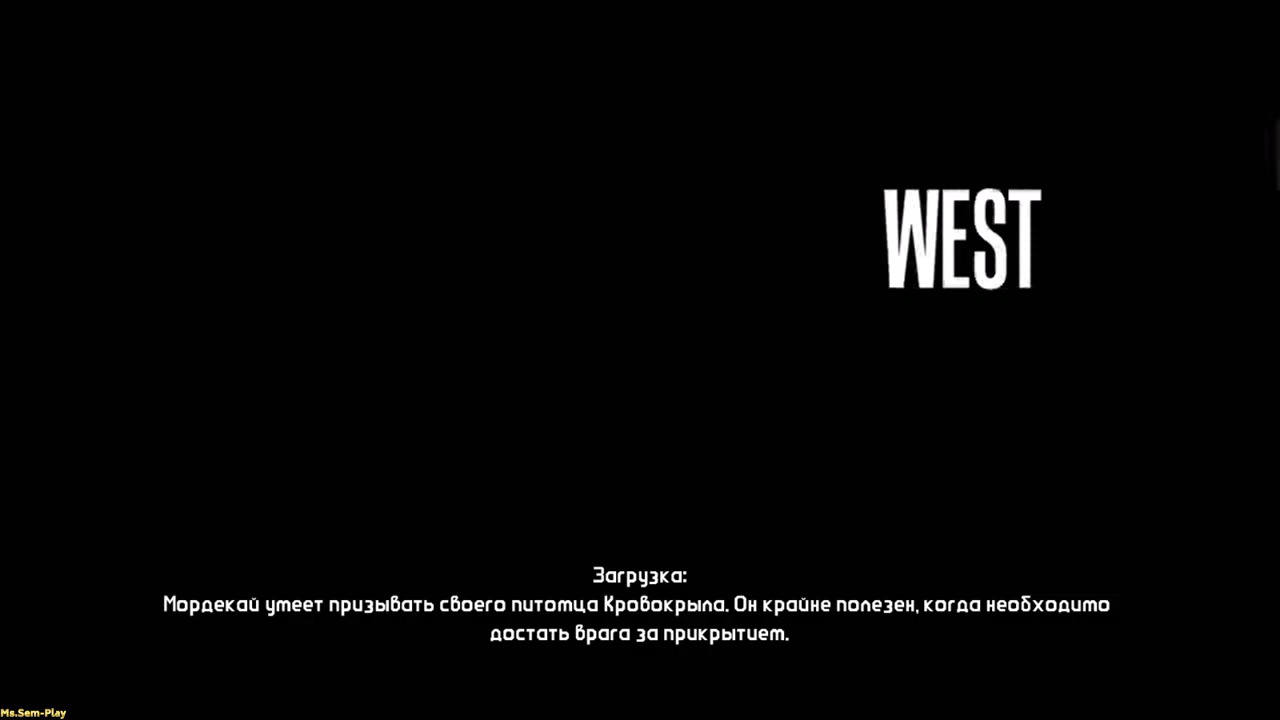 WEST
Загрузка:
Мордекай умеет призывать своего питомца Кровокрыла. Он крайне полезен, когда необходимо
достать врага за прикрытием.
Ms.Sem-Play